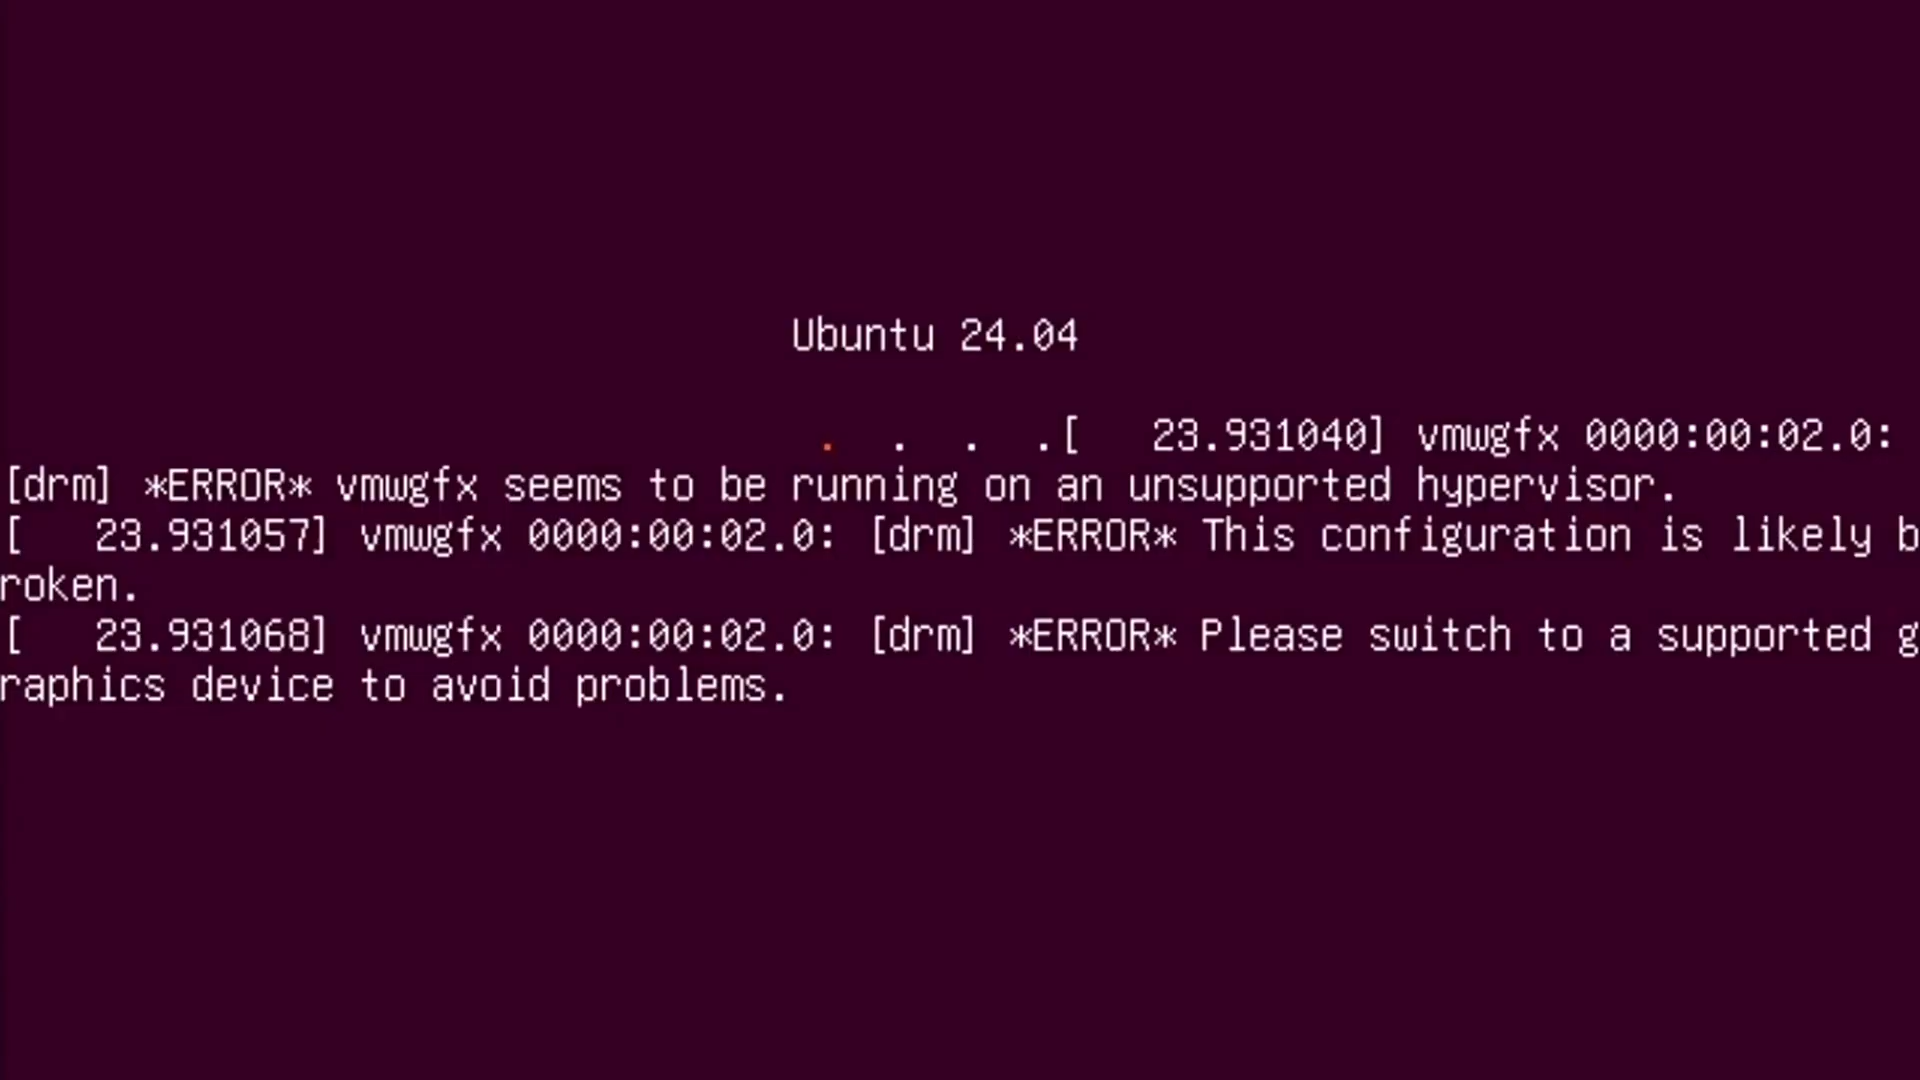 Ubuntu 24.04
. . . .[   23.931040] vmwgfx 0000:00:02.0:
[drm] *ERROR* vmwgfx seems to be running on an unsupported hypervisor.
[   23.931057] vmwgfx 0000:00:02.0: [drm] *ERROR* This configuration is likely b
roken.
[   23.931068] vmwgfx 0000:00:02.0: [drm] *ERROR* Please switch to a supported g
raphics device to avoid problems.